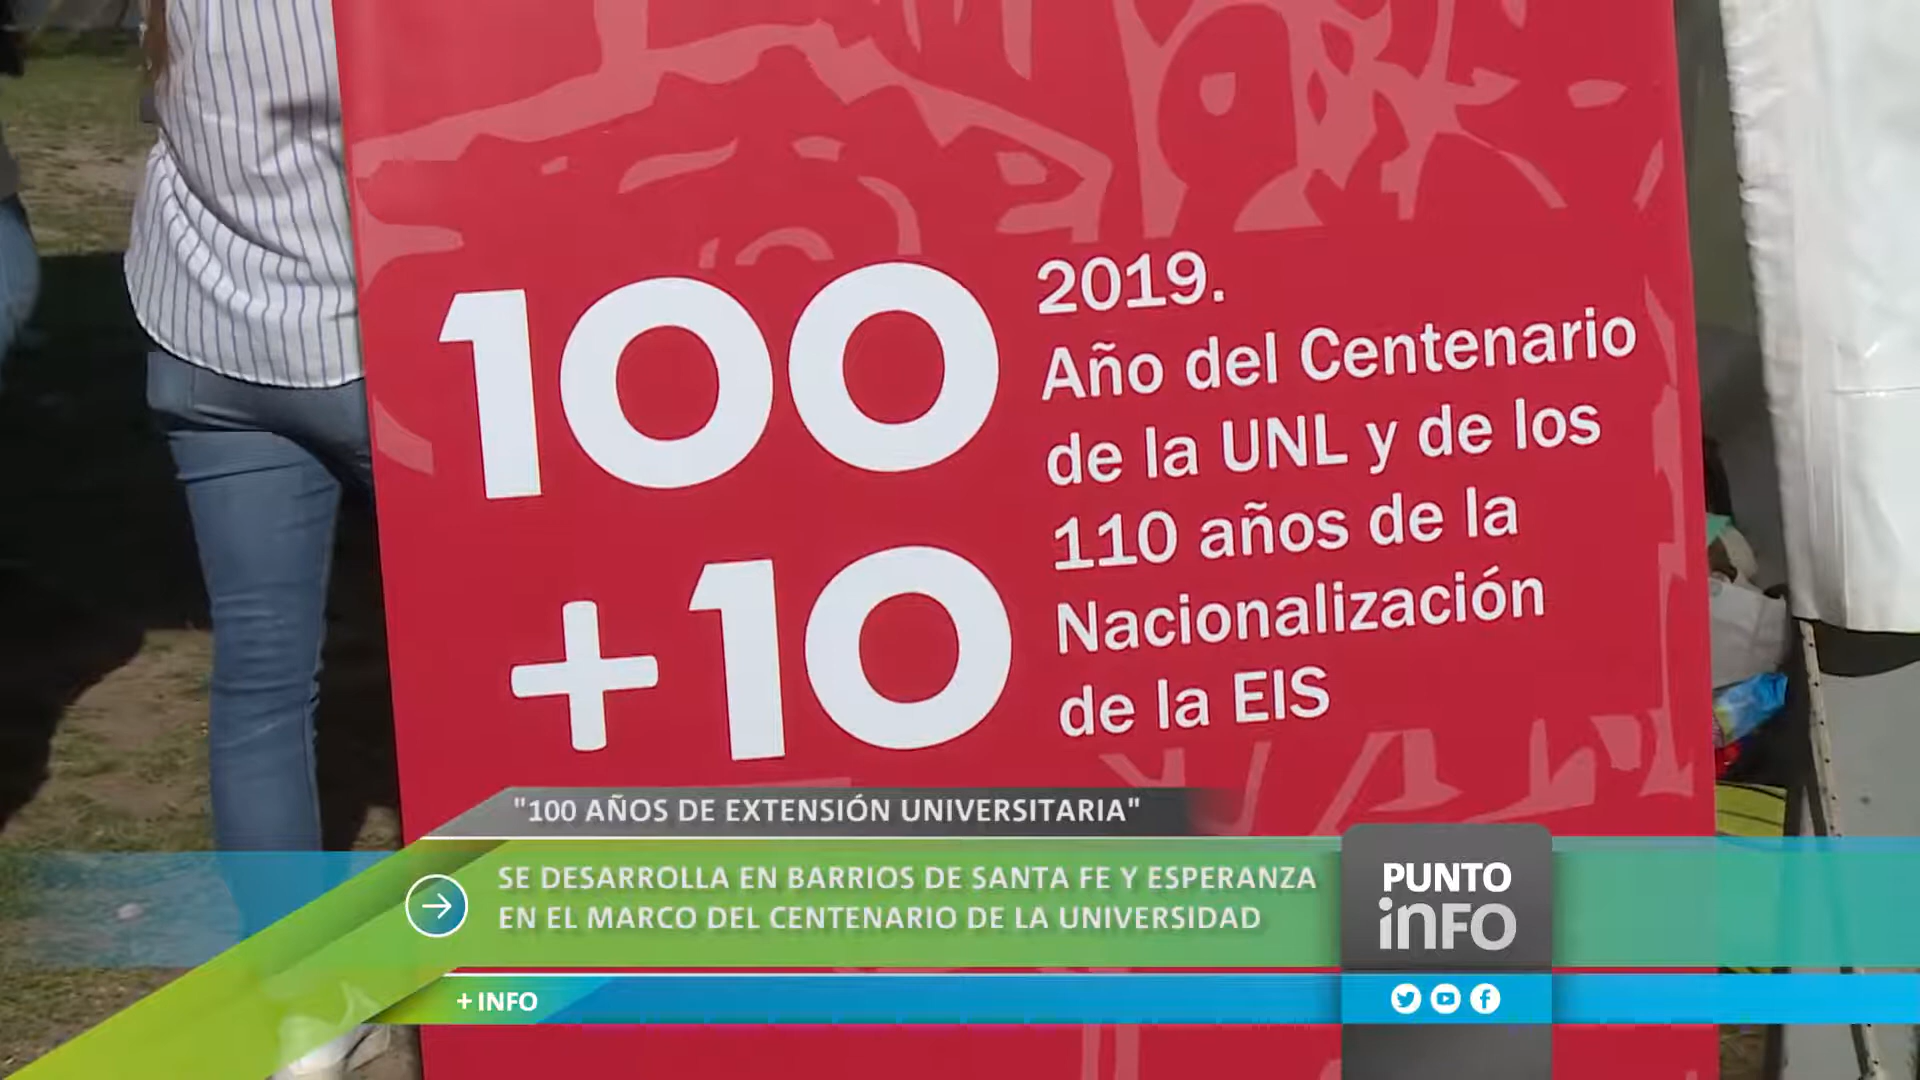 100
+10
2019.
Año del Centenario
de la UNL y de los
110 años de la
Nacionalización
de la EIS
"100 AÑOS DE EXTENSIÓN UNIVERSITARIA"
SE DESARROLLA EN BARRIOS DE SANTA FE Y ESPERANZA
EN EL MARCO DEL CENTENARIO DE LA UNIVERSIDAD
PUNTO
iNFO
+ INFO